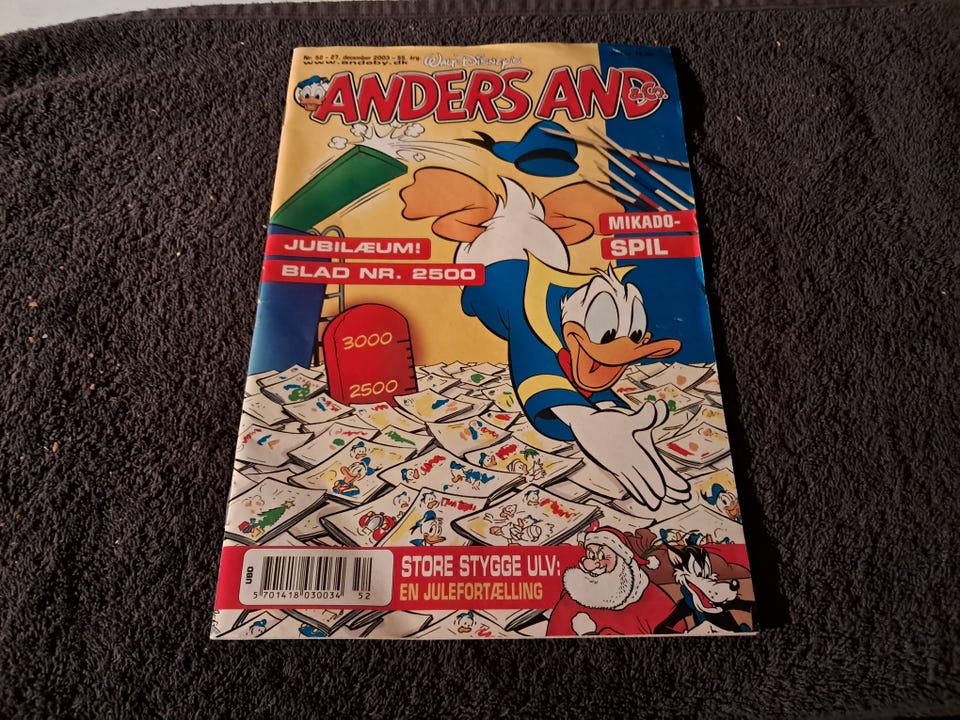 Nr. 52 - 27. december 2003 - 55. årg.
www.andeby.dk
WALT DISNEY'S
ANDERS AND
&Co.
MIKADO-
SPIL
JUBILÆUM!
BLAD NR. 2500
3000
2500
UBD
5 701418 030034
52
STORE STYGGE ULV:
EN JULEFORTÆLLING